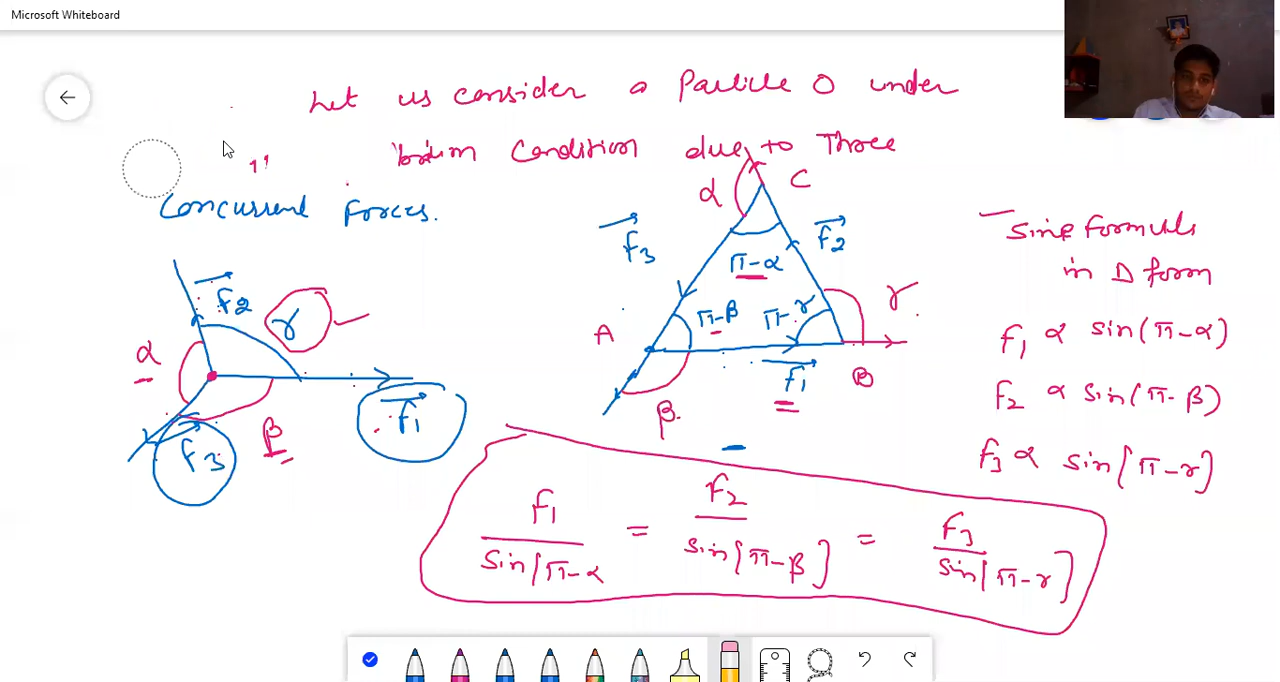 Microsoft Whiteboard
Let us consider a Particle O under
brium Condition due to Three
Concurrent forces.
f2
γ
α
f1
β
f3
α
C
f3
f2
π-α
π-β
π-γ
γ
A
f1
B
β
Sine formula
in Δ form
f1 α sin(π-α)
f2 α sin(π-β)
f3 α sin(π-γ)
f1 / sin(π-α = f2 / sin(π-β) = f3 / sin(π-γ)